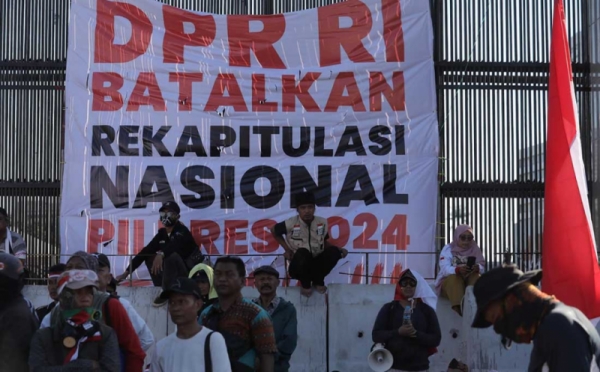 DPR RI
BATALKAN
REKAPITULASI
NASIONAL
PILPRES 2024